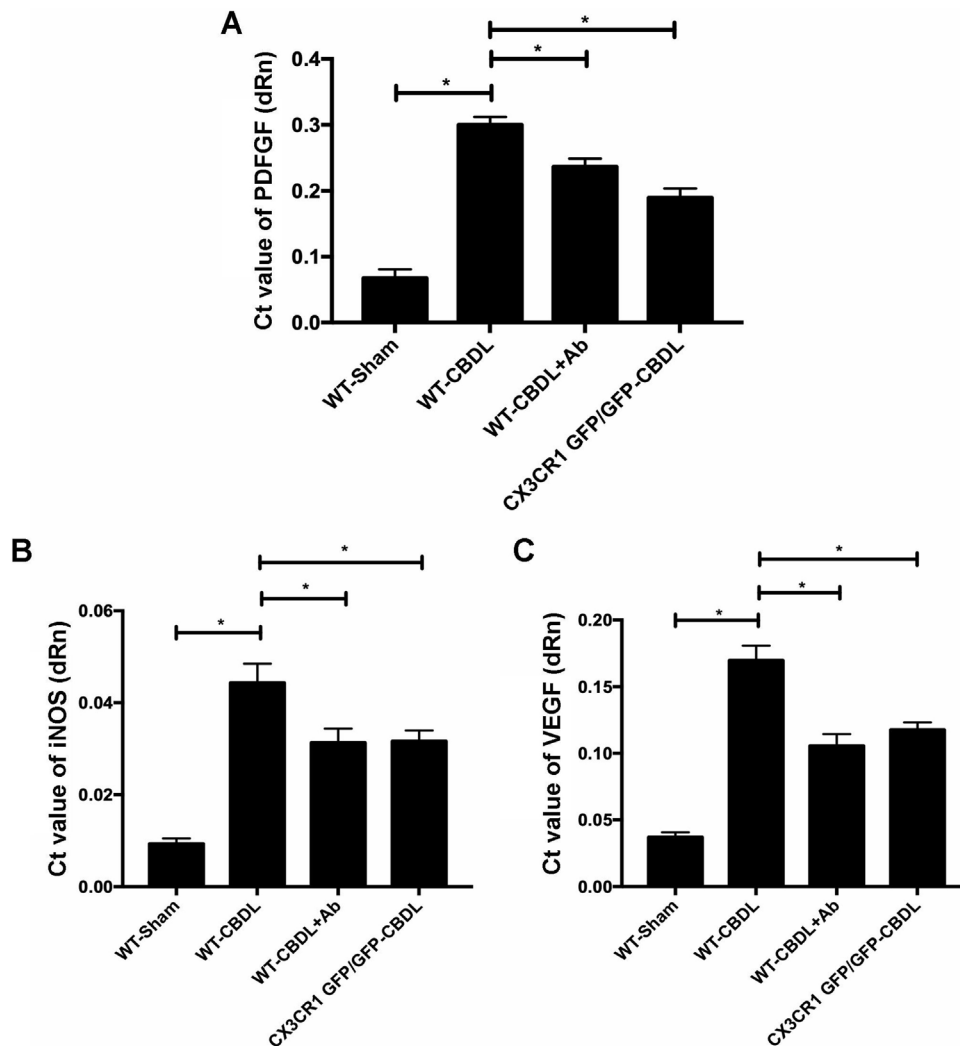 A
*
*
*
Ct value of PDFGF (dRn)
0.4
0.3
0.2
0.1
0.0
WT-Sham
WT-CBDL
WT-CBDL+Ab
CX3CR1 GFP/GFP-CBDL
B
*
*
*
Ct value of iNOS (dRn)
0.06
0.04
0.02
0.00
WT-Sham
WT-CBDL
WT-CBDL+Ab
CX3CR1 GFP/GFP-CBDL
C
*
*
*
Ct value of VEGF (dRn)
0.20
0.15
0.10
0.05
0.00
WT-Sham
WT-CBDL
WT-CBDL+Ab
CX3CR1 GFP/GFP-CBDL